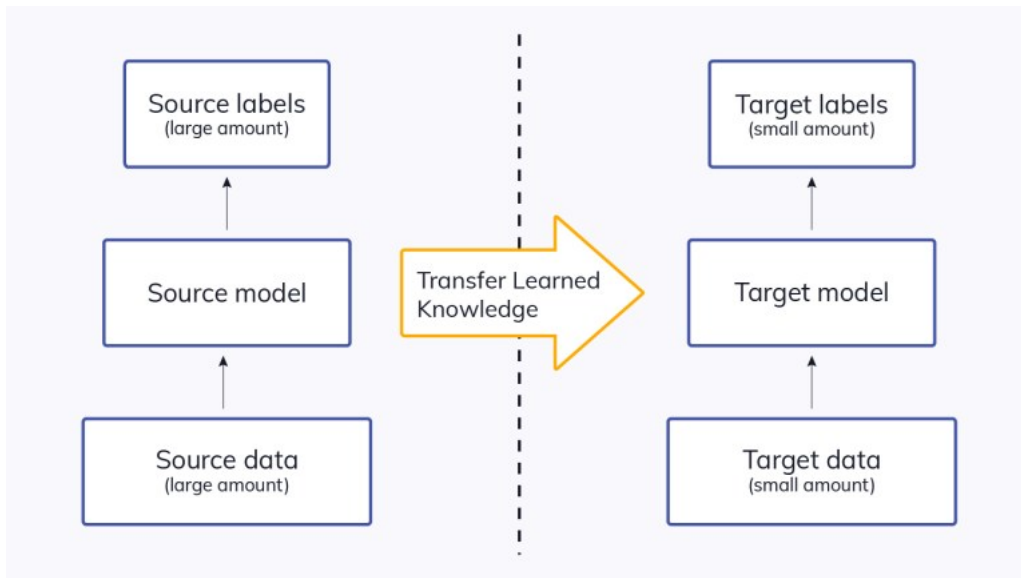 Source labels
(large amount)
Source model
Source data
(large amount)
Transfer Learned
Knowledge
Target labels
(small amount)
Target model
Target data
(small amount)